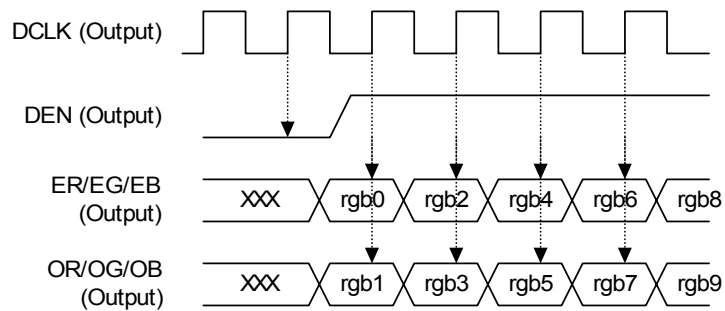 DCLK (Output)
DEN (Output)
ER/EG/EB
(Output)
XXX rgb0 rgb2 rgb4 rgb6 rgb8
OR/OG/OB
(Output)
XXX rgb1 rgb3 rgb5 rgb7 rgb9